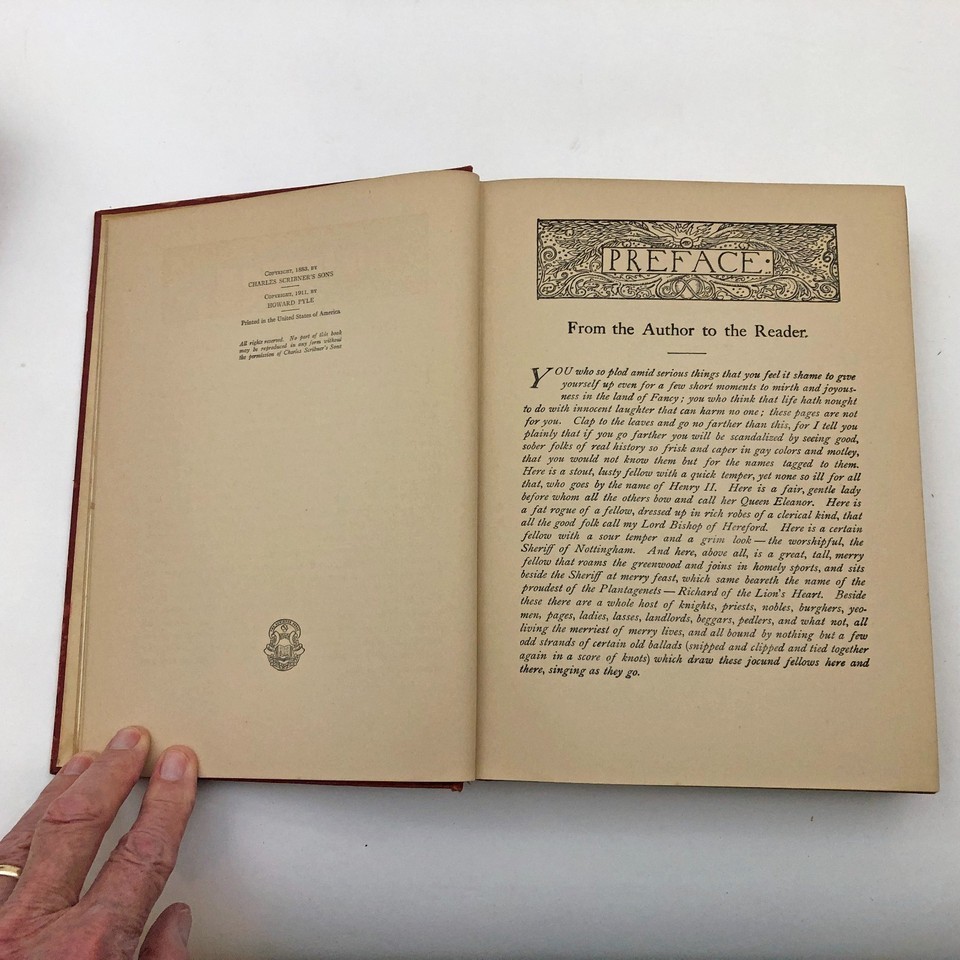 COPYRIGHT, 1883, BY
CHARLES SCRIBNER'S SONS
COPYRIGHT, 1911, BY
HOWARD PYLE
Printed in the United States of America
All rights reserved. No part of this book
may be reproduced in any form without
the permission of Charles Scribner's Sons
PREFACE:
From the Author to the Reader.
YOU who so plod amid serious things that you feel it shame to give
yourself up even for a few short moments to mirth and joyous-
ness in the land of Fancy; you who think that life hath nought
to do with innocent laughter that can harm no one; these pages are not
for you. Clap to the leaves and go no farther than this, for I tell you
plainly that if you go farther you will be scandalized by seeing good,
sober folks of real history so frisk and caper in gay colors and motley,
that you would not know them but for the names tagged to them.
Here is a stout, lusty fellow with a quick temper, yet none so ill for all
that, who goes by the name of Henry II. Here is a fair, gentle lady
before whom all the others bow and call her Queen Eleanor. Here is
a fat rogue of a fellow, dressed up in rich robes of a clerical kind, that
all the good folk call my Lord Bishop of Hereford. Here is a certain
fellow with a sour temper and a grim look — the worshipful, the
Sheriff of Nottingham. And here, above all, is a great, tall, merry
fellow that roams the greenwood and joins in homely sports, and sits
beside the Sheriff at merry feast, which same beareth the name of the
proudest of the Plantagenets — Richard of the Lion's Heart. Beside
these there are a whole host of knights, priests, nobles, burghers, yeo-
men, pages, ladies, lasses, landlords, beggars, pedlers, and what not, all
living the merriest of merry lives, and all bound by nothing but a few
odd strands of certain old ballads (snipped and clipped and tied together
again in a score of knots) which draw these jocund fellows here and
there, singing as they go.